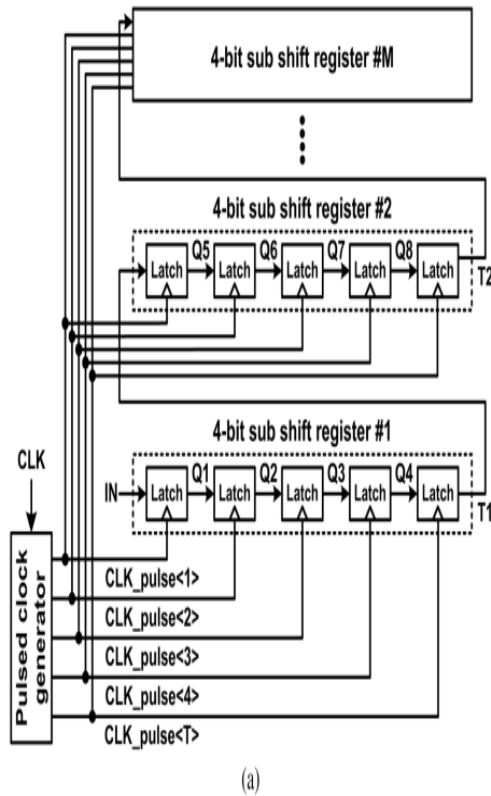 4-bit sub shift register #M
4-bit sub shift register #2
Q5 Q6 Q7 Q8
Latch Latch Latch Latch Latch
T2
4-bit sub shift register #1
CLK
Q1 Q2 Q3 Q4
IN Latch Latch Latch Latch Latch
T1
Pulsed clock
generator
CLK_pulse<1>
CLK_pulse<2>
CLK_pulse<3>
CLK_pulse<4>
CLK_pulse<T>
(a)